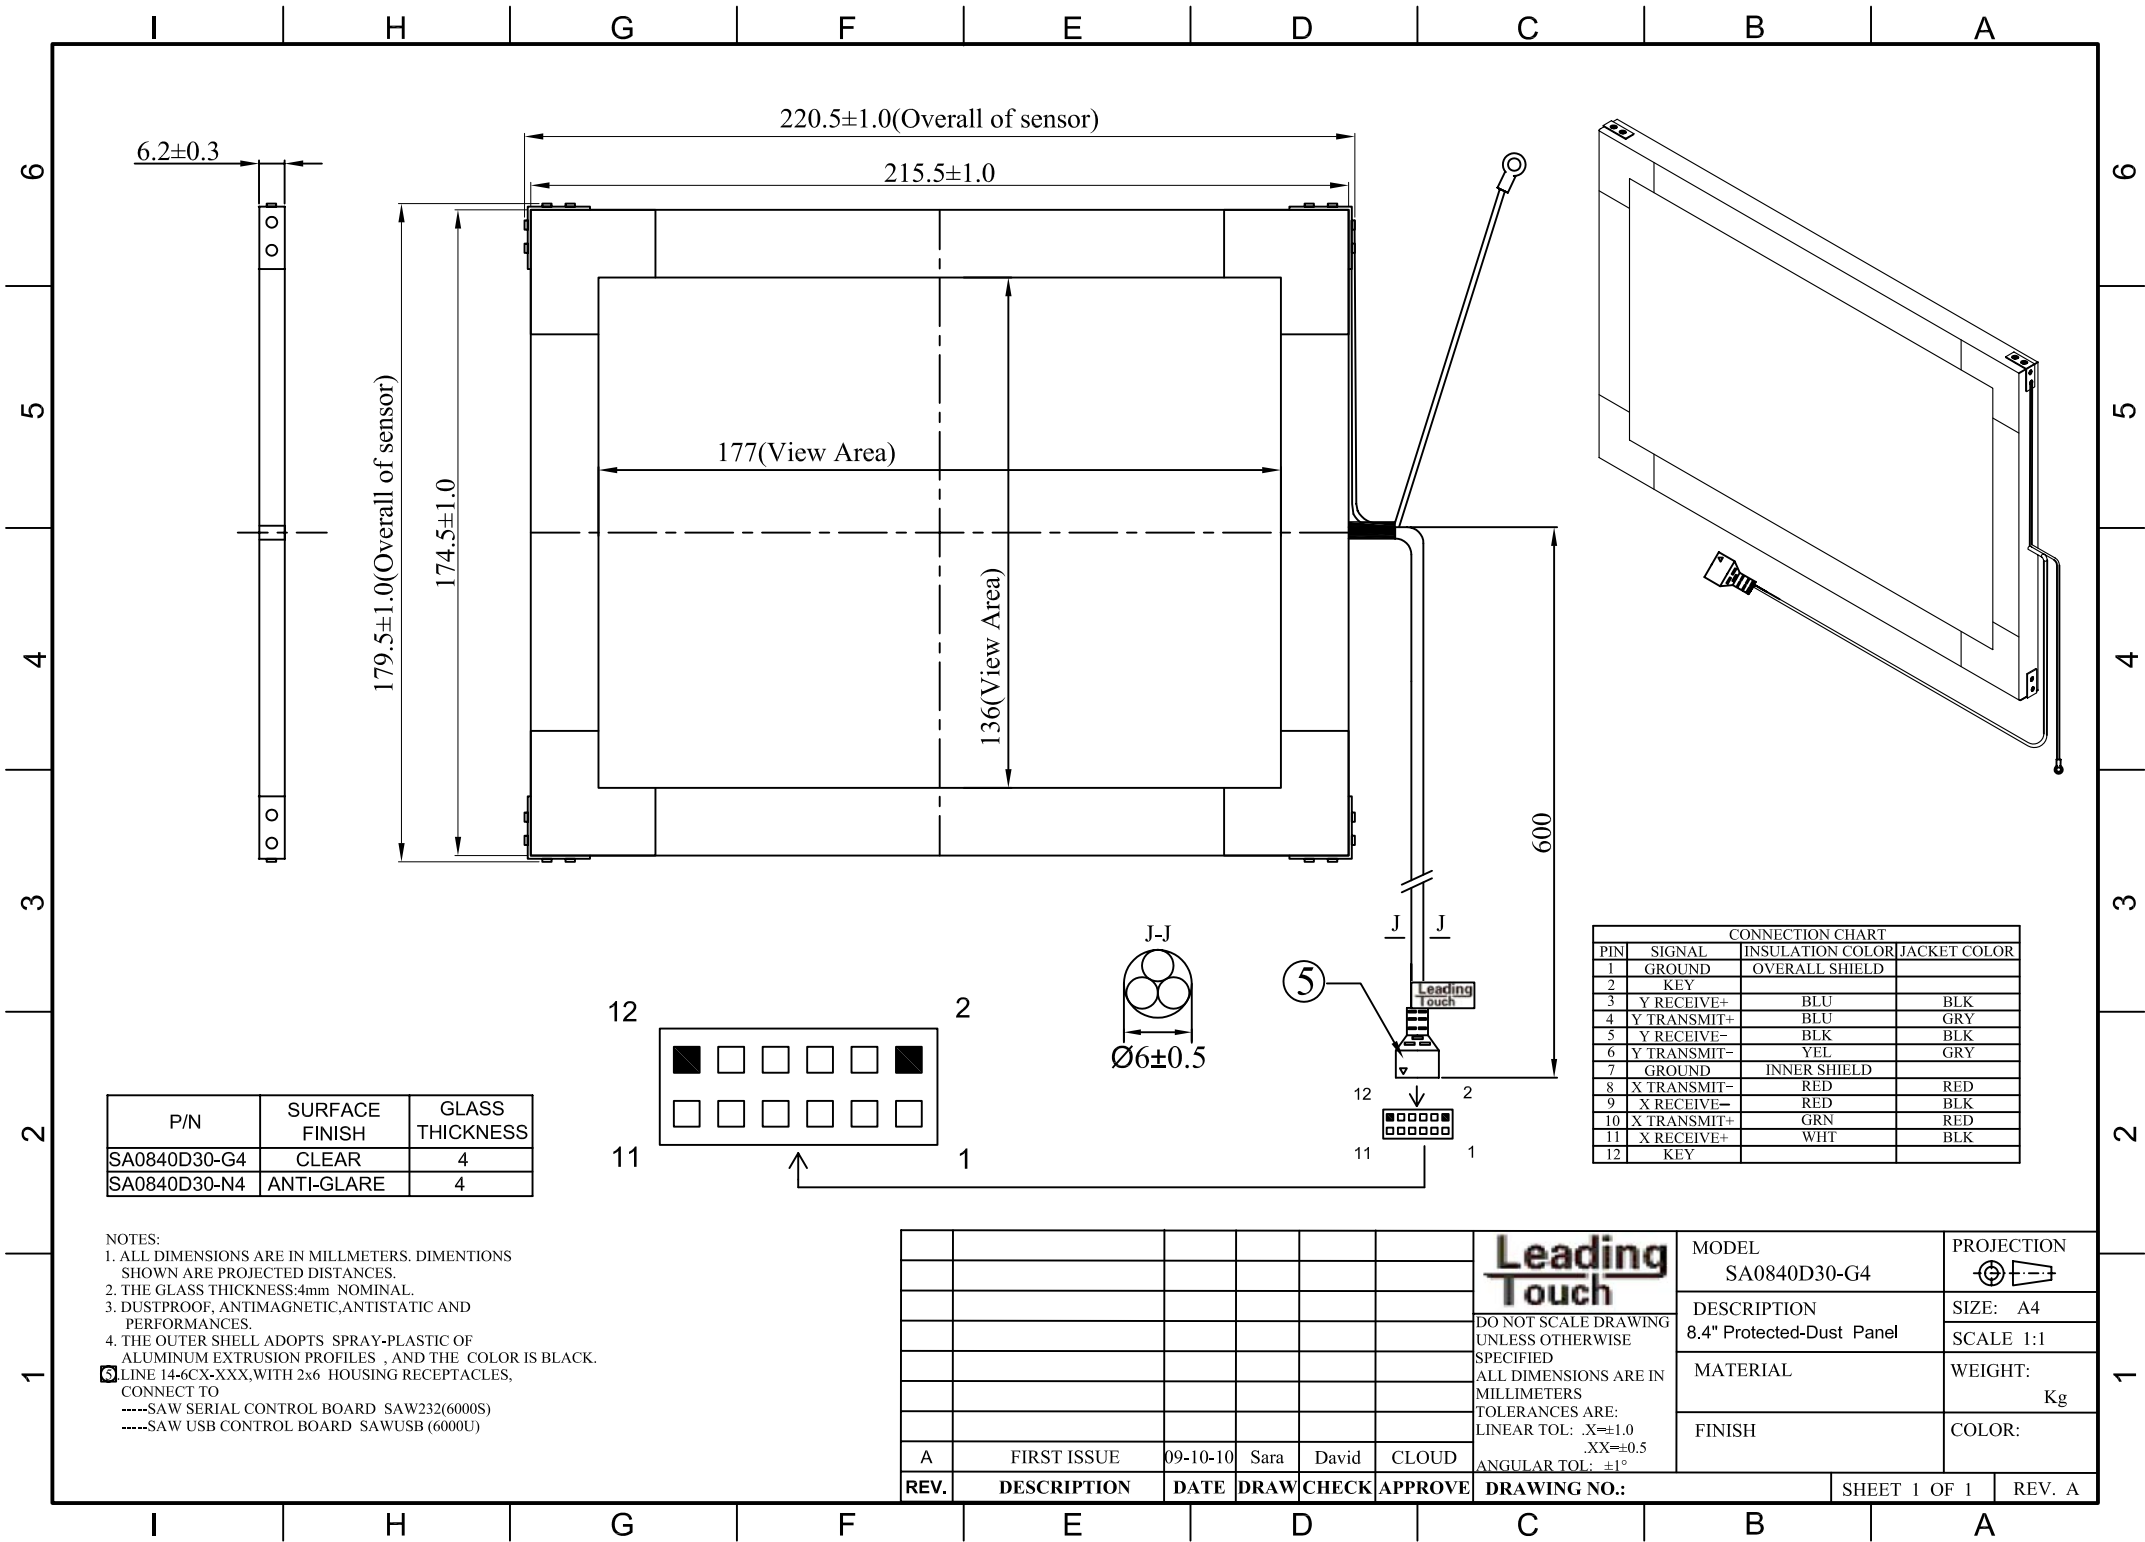 I H G F E D C B A
6 5 4 3 2 1
6 5 4 3 2 1
6.2±0.3
220.5±1.0(Overall of sensor)
215.5±1.0
179.5±1.0(Overall of sensor)
174.5±1.0
177(View Area)
136(View Area)
600
J-J
Ø6±0.5
J J
5
Leading
Touch
12 2
11 1
12 2
11 1
CONNECTION CHART
PIN SIGNAL INSULATION COLOR JACKET COLOR
1 GROUND OVERALL SHIELD
2 KEY
3 Y RECEIVE+ BLU BLK
4 Y TRANSMIT+ BLU GRY
5 Y RECEIVE- BLK BLK
6 Y TRANSMIT- YEL GRY
7 GROUND INNER SHIELD
8 X TRANSMIT- RED RED
9 X RECEIVE- RED BLK
10 X TRANSMIT+ GRN RED
11 X RECEIVE+ WHT BLK
12 KEY
P/N SURFACE FINISH GLASS THICKNESS
SA0840D30-G4 CLEAR 4
SA0840D30-N4 ANTI-GLARE 4
NOTES:
1. ALL DIMENSIONS ARE IN MILLMETERS. DIMENTIONS
SHOWN ARE PROJECTED DISTANCES.
2. THE GLASS THICKNESS:4mm NOMINAL.
3. DUSTPROOF, ANTIMAGNETIC,ANTISTATIC AND
PERFORMANCES.
4. THE OUTER SHELL ADOPTS SPRAY-PLASTIC OF
ALUMINUM EXTRUSION PROFILES , AND THE COLOR IS BLACK.
5.LINE 14-6CX-XXX,WITH 2x6 HOUSING RECEPTACLES,
CONNECT TO
-----SAW SERIAL CONTROL BOARD SAW232(6000S)
-----SAW USB CONTROL BOARD SAWUSB (6000U)
A FIRST ISSUE 09-10-10 Sara David CLOUD
REV. DESCRIPTION DATE DRAW CHECK APPROVE
Leading
Touch
DO NOT SCALE DRAWING
UNLESS OTHERWISE
SPECIFIED
ALL DIMENSIONS ARE IN
MILLIMETERS
TOLERANCES ARE:
LINEAR TOL: .X=±1.0
.XX=±0.5
ANGULAR TOL: ±1°
DRAWING NO.:
MODEL
SA0840D30-G4
DESCRIPTION
8.4" Protected-Dust Panel
MATERIAL
FINISH
PROJECTION
SIZE: A4
SCALE 1:1
WEIGHT:
Kg
COLOR:
SHEET 1 OF 1
REV. A
I H G F E D C B A